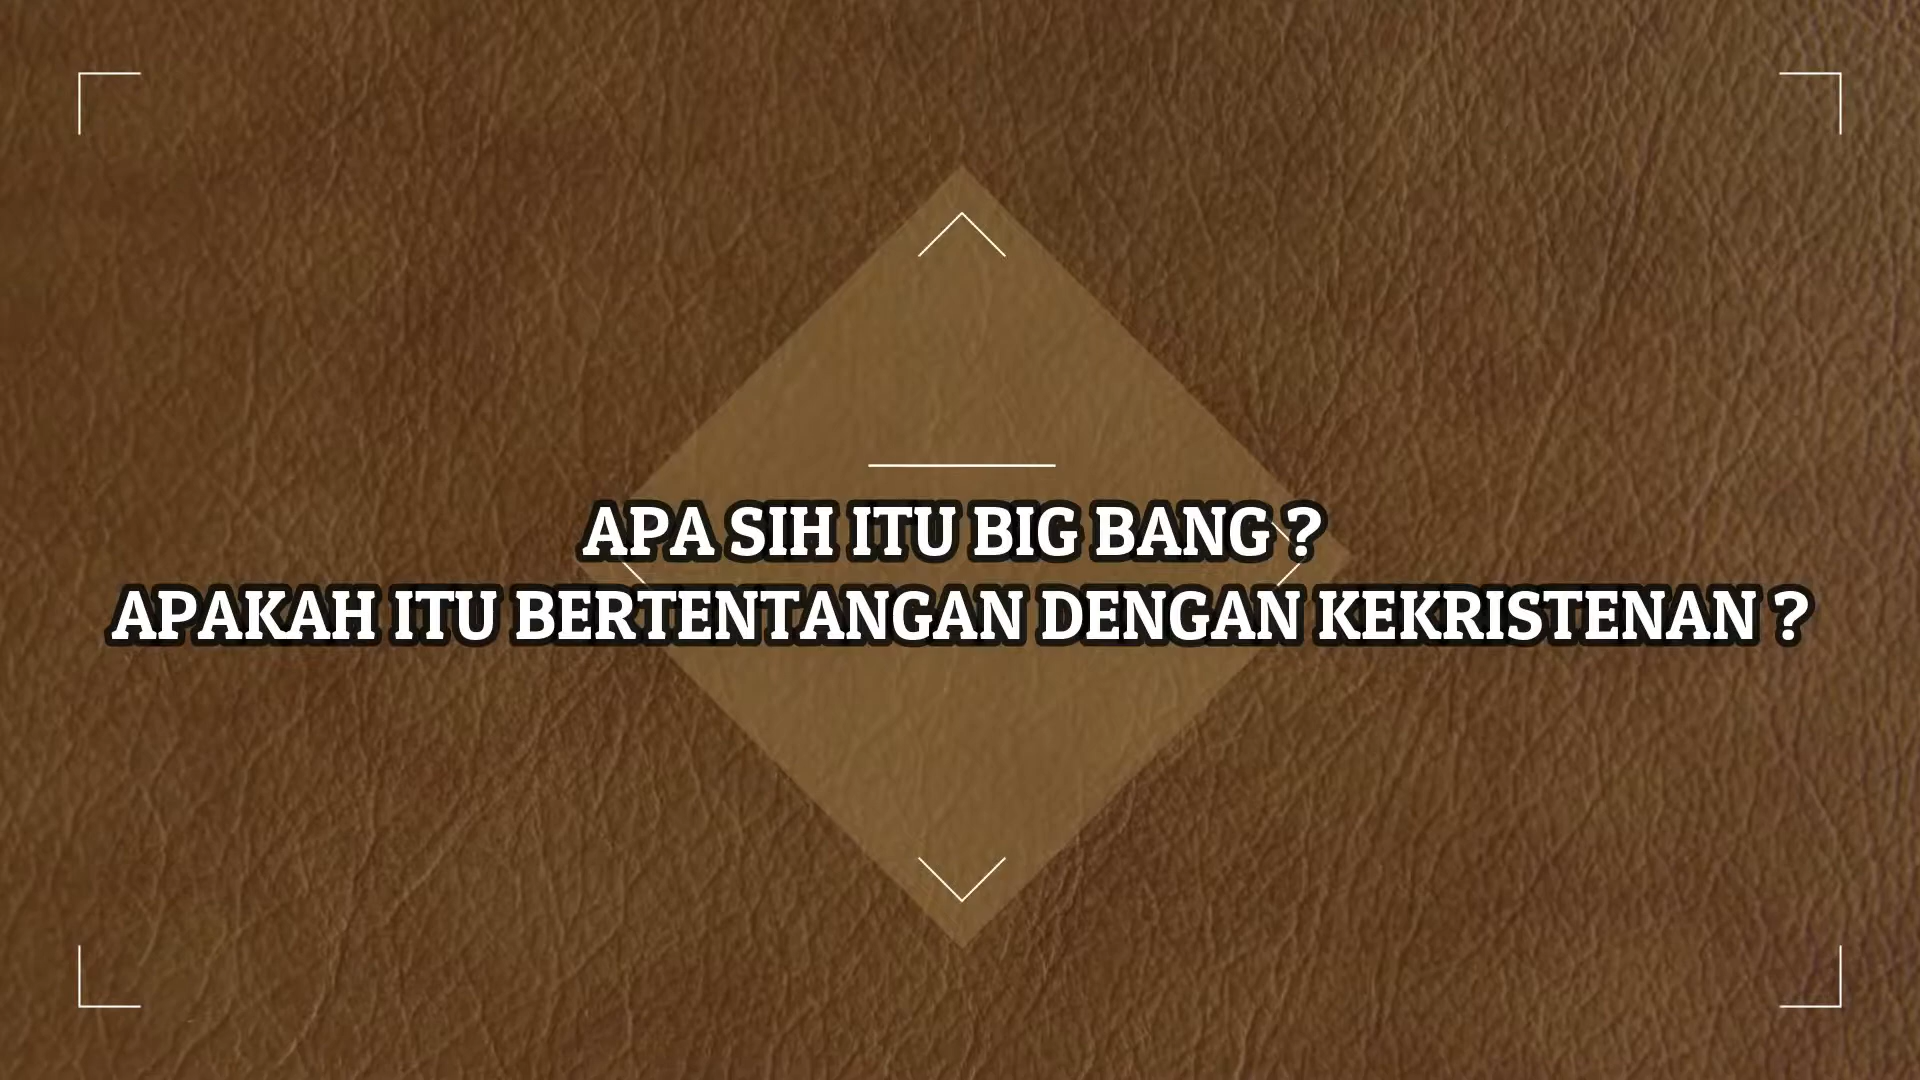 APA SIH ITU BIG BANG ?
APAKAH ITU BERTENTANGAN DENGAN KEKRISTENAN ?